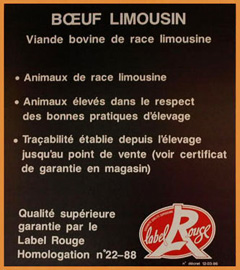 BŒUF LIMOUSIN
Viande bovine de race limousine
• Animaux de race limousine
• Animaux élevés dans le respect
des bonnes pratiques d'élevage
• Traçabilité établie depuis l'élevage
jusqu'au point de vente (voir certificat
de garantie en magasin)
Qualité supérieure
garantie par le
Label Rouge
Homologation n°22-88
label Rouge